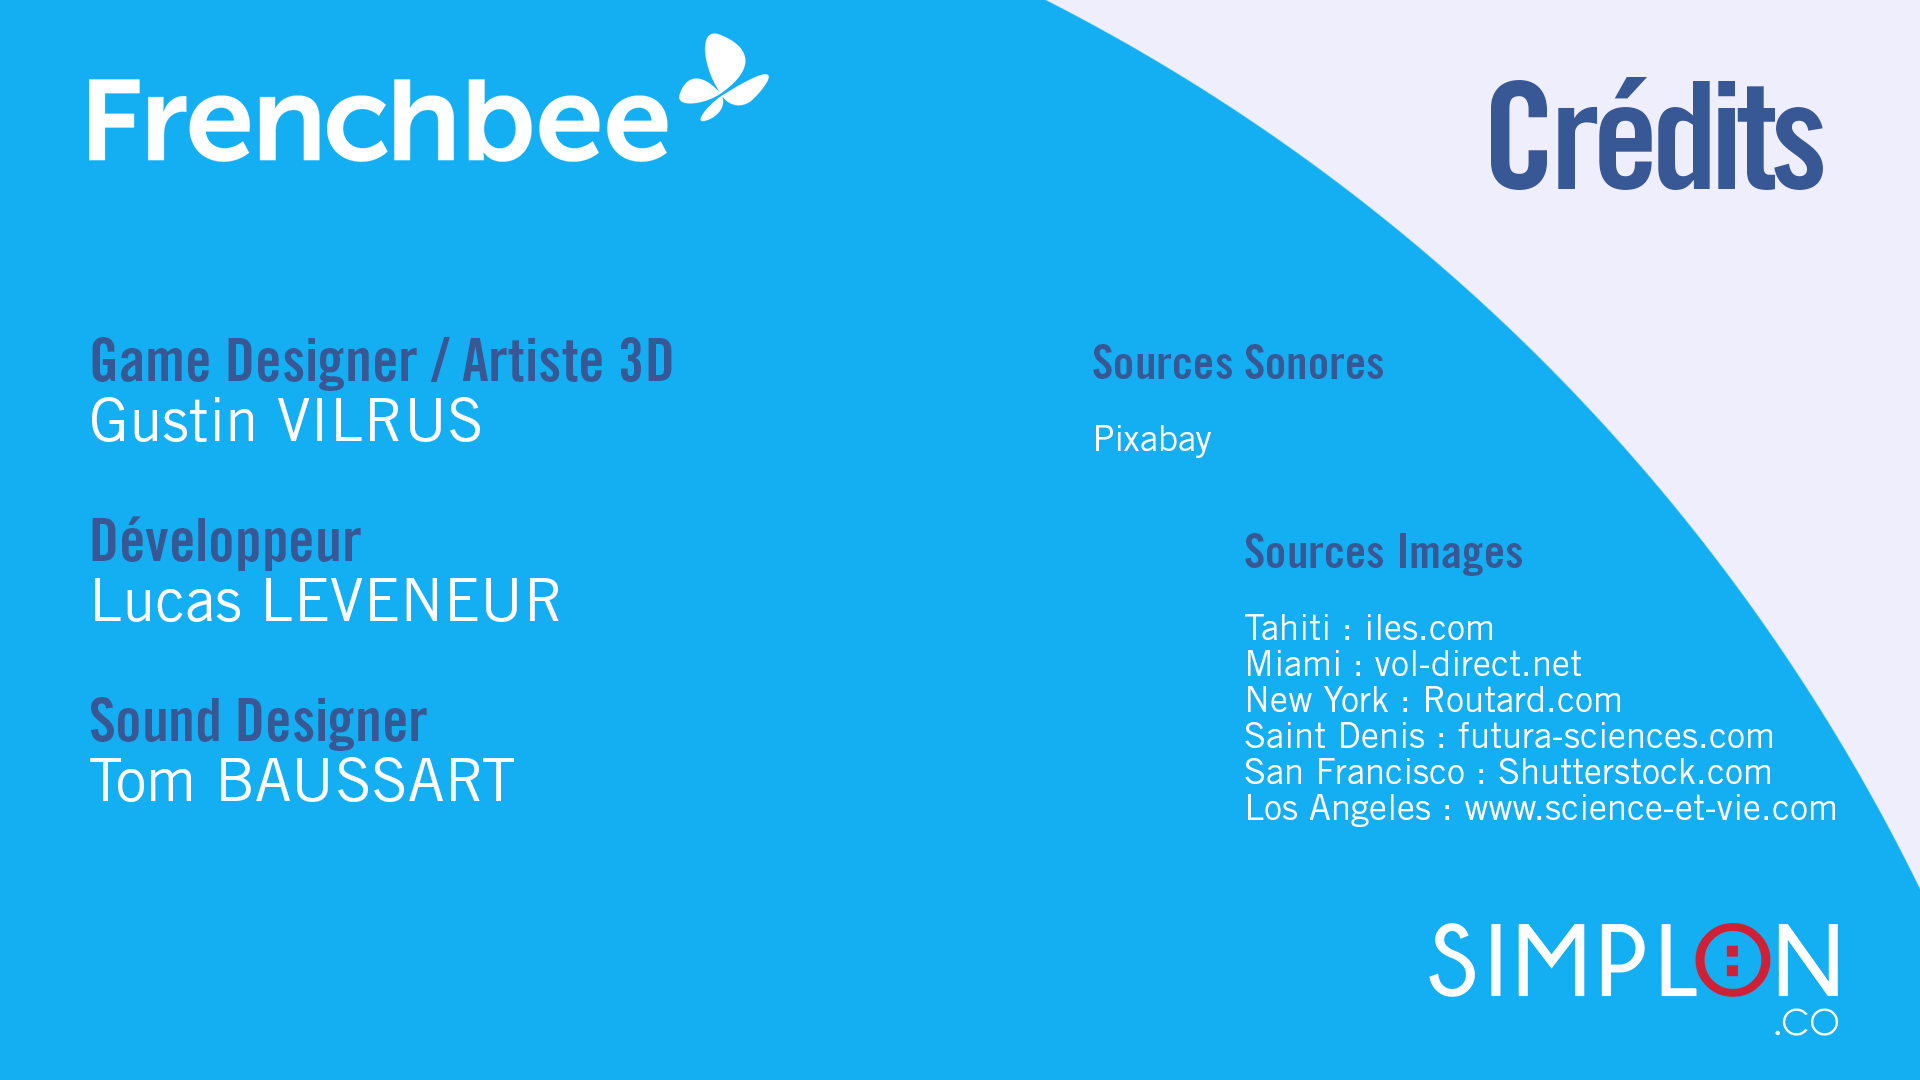 Frenchbee
Crédits
Game Designer / Artiste 3D
Gustin VILRUS
Développeur
Lucas LEVENEUR
Sound Designer
Tom BAUSSART
Sources Sonores
Pixabay
Sources Images
Tahiti : iles.com
Miami : vol-direct.net
New York : Routard.com
Saint Denis : futura-sciences.com
San Francisco : Shutterstock.com
Los Angeles : www.science-et-vie.com
SIMPLON
.CO